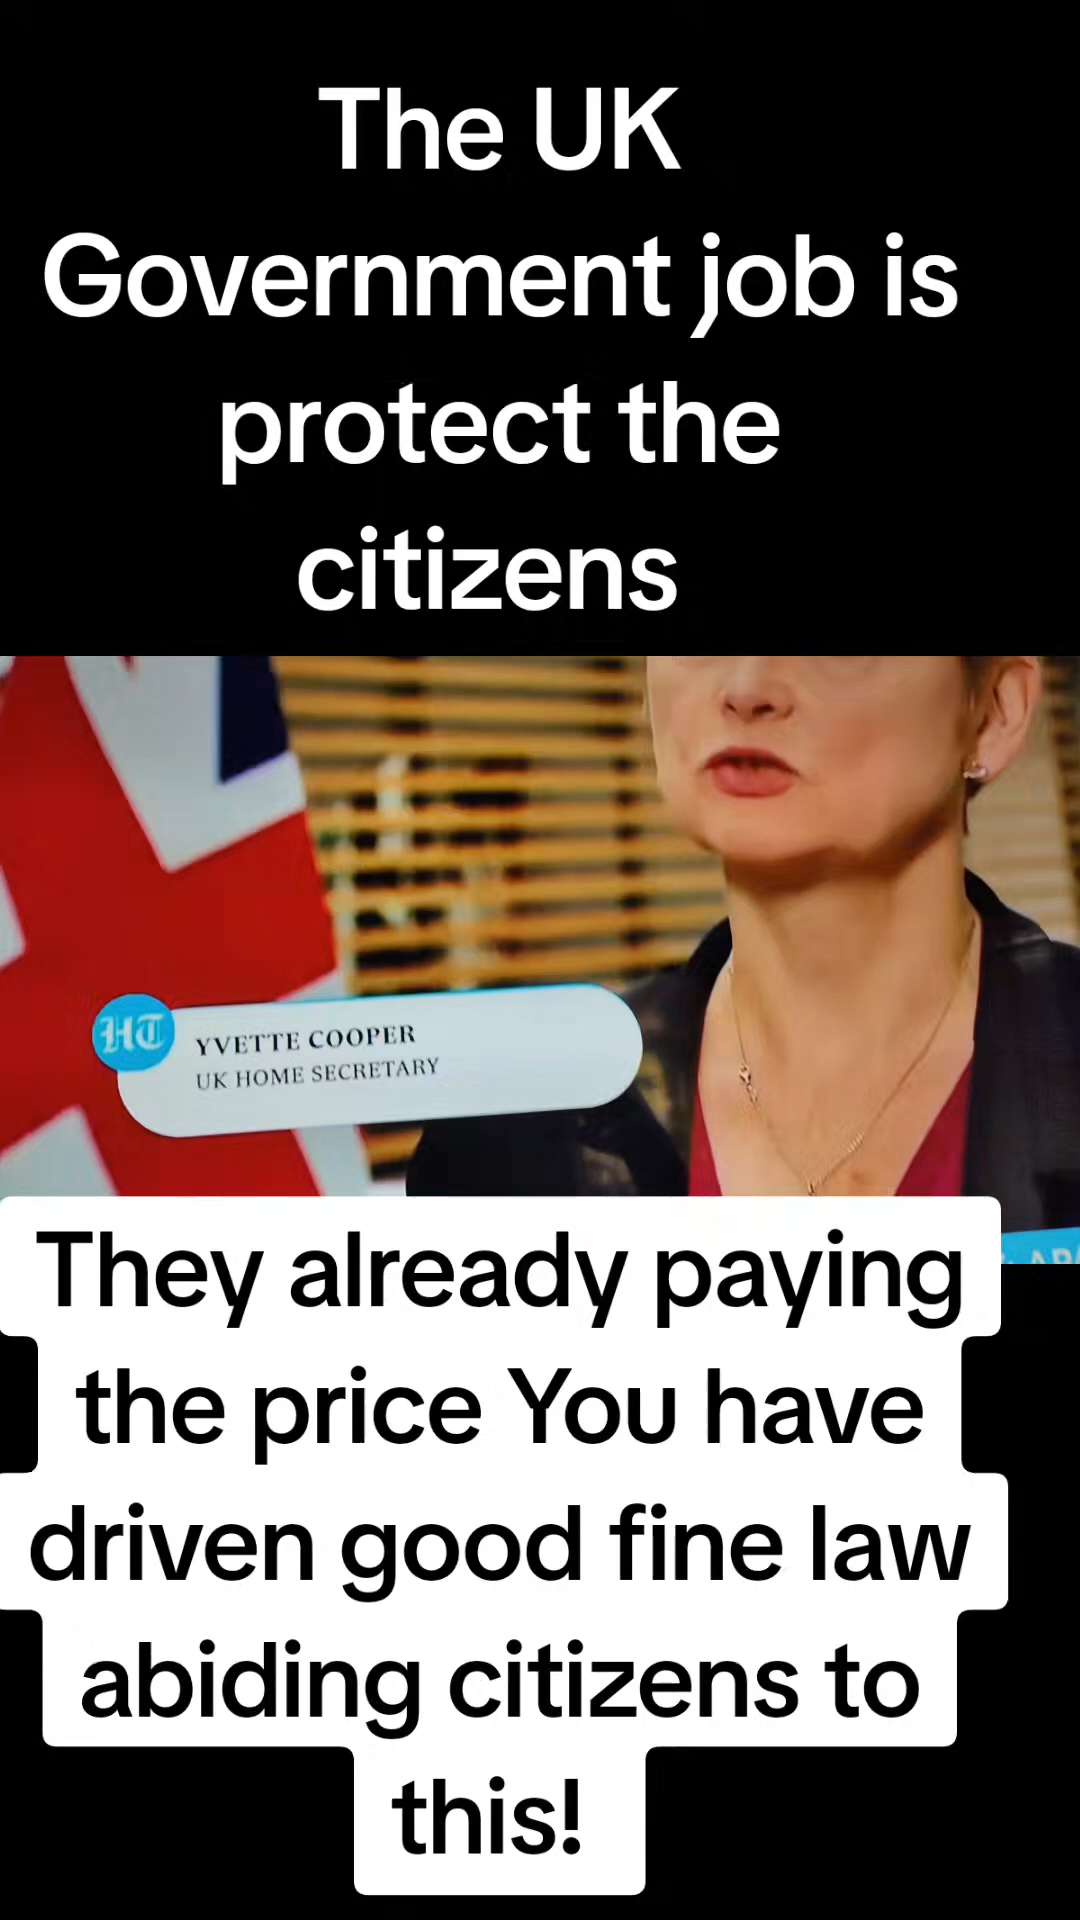 The UK
Government job is
protect the
citizens
HT
YVETTE COOPER
UK HOME SECRETARY
They already paying
the price You have
driven good fine law
abiding citizens to
this!